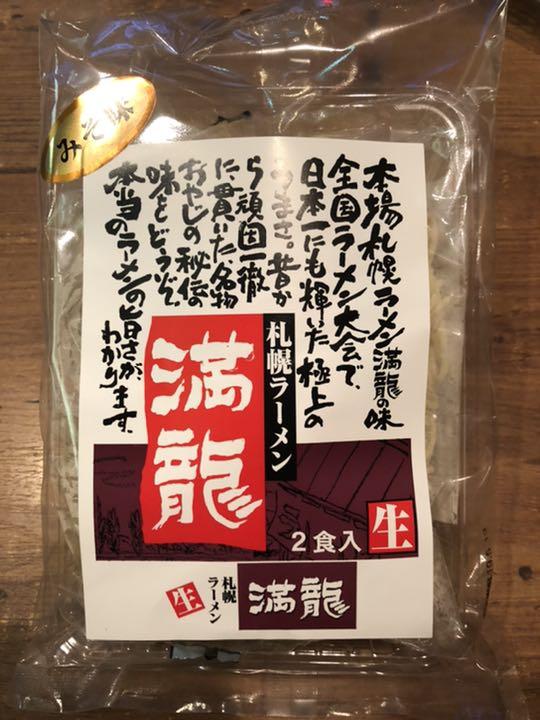 みそ味
本場札幌ラーメン満龍の味
全国ラーメン大会で、
日本一にも輝いた極上の
うまさ。昔か
ら頑固一徹
に貫いた、名物
おやじの秘伝の
味をどうぞ。
本当のラーメンの旨さが、
わかります。
札幌ラーメン
満龍
2食入
生
生
札幌
ラーメン
満龍